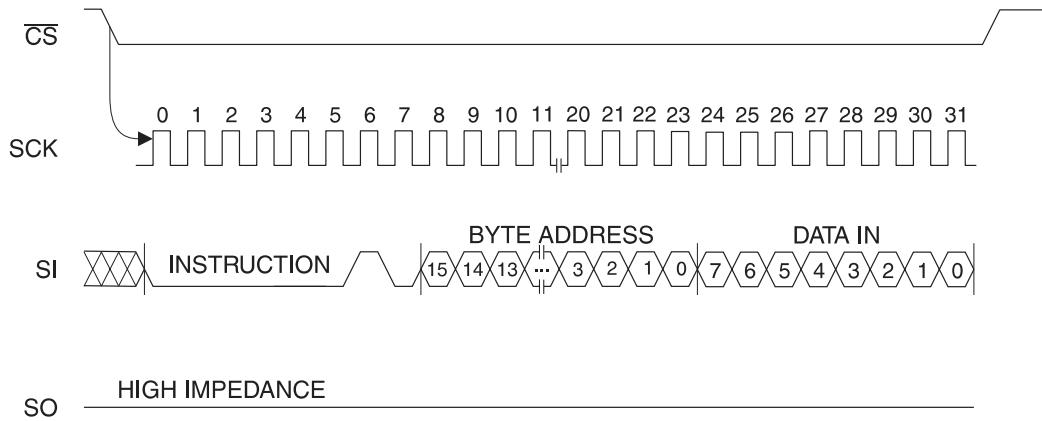 CS
0 1 2 3 4 5 6 7 8 9 10 11 20 21 22 23 24 25 26 27 28 29 30 31
SCK
BYTE ADDRESS DATA IN
SI INSTRUCTION 15 14 13 ... 3 2 1 0 7 6 5 4 3 2 1 0
HIGH IMPEDANCE
SO